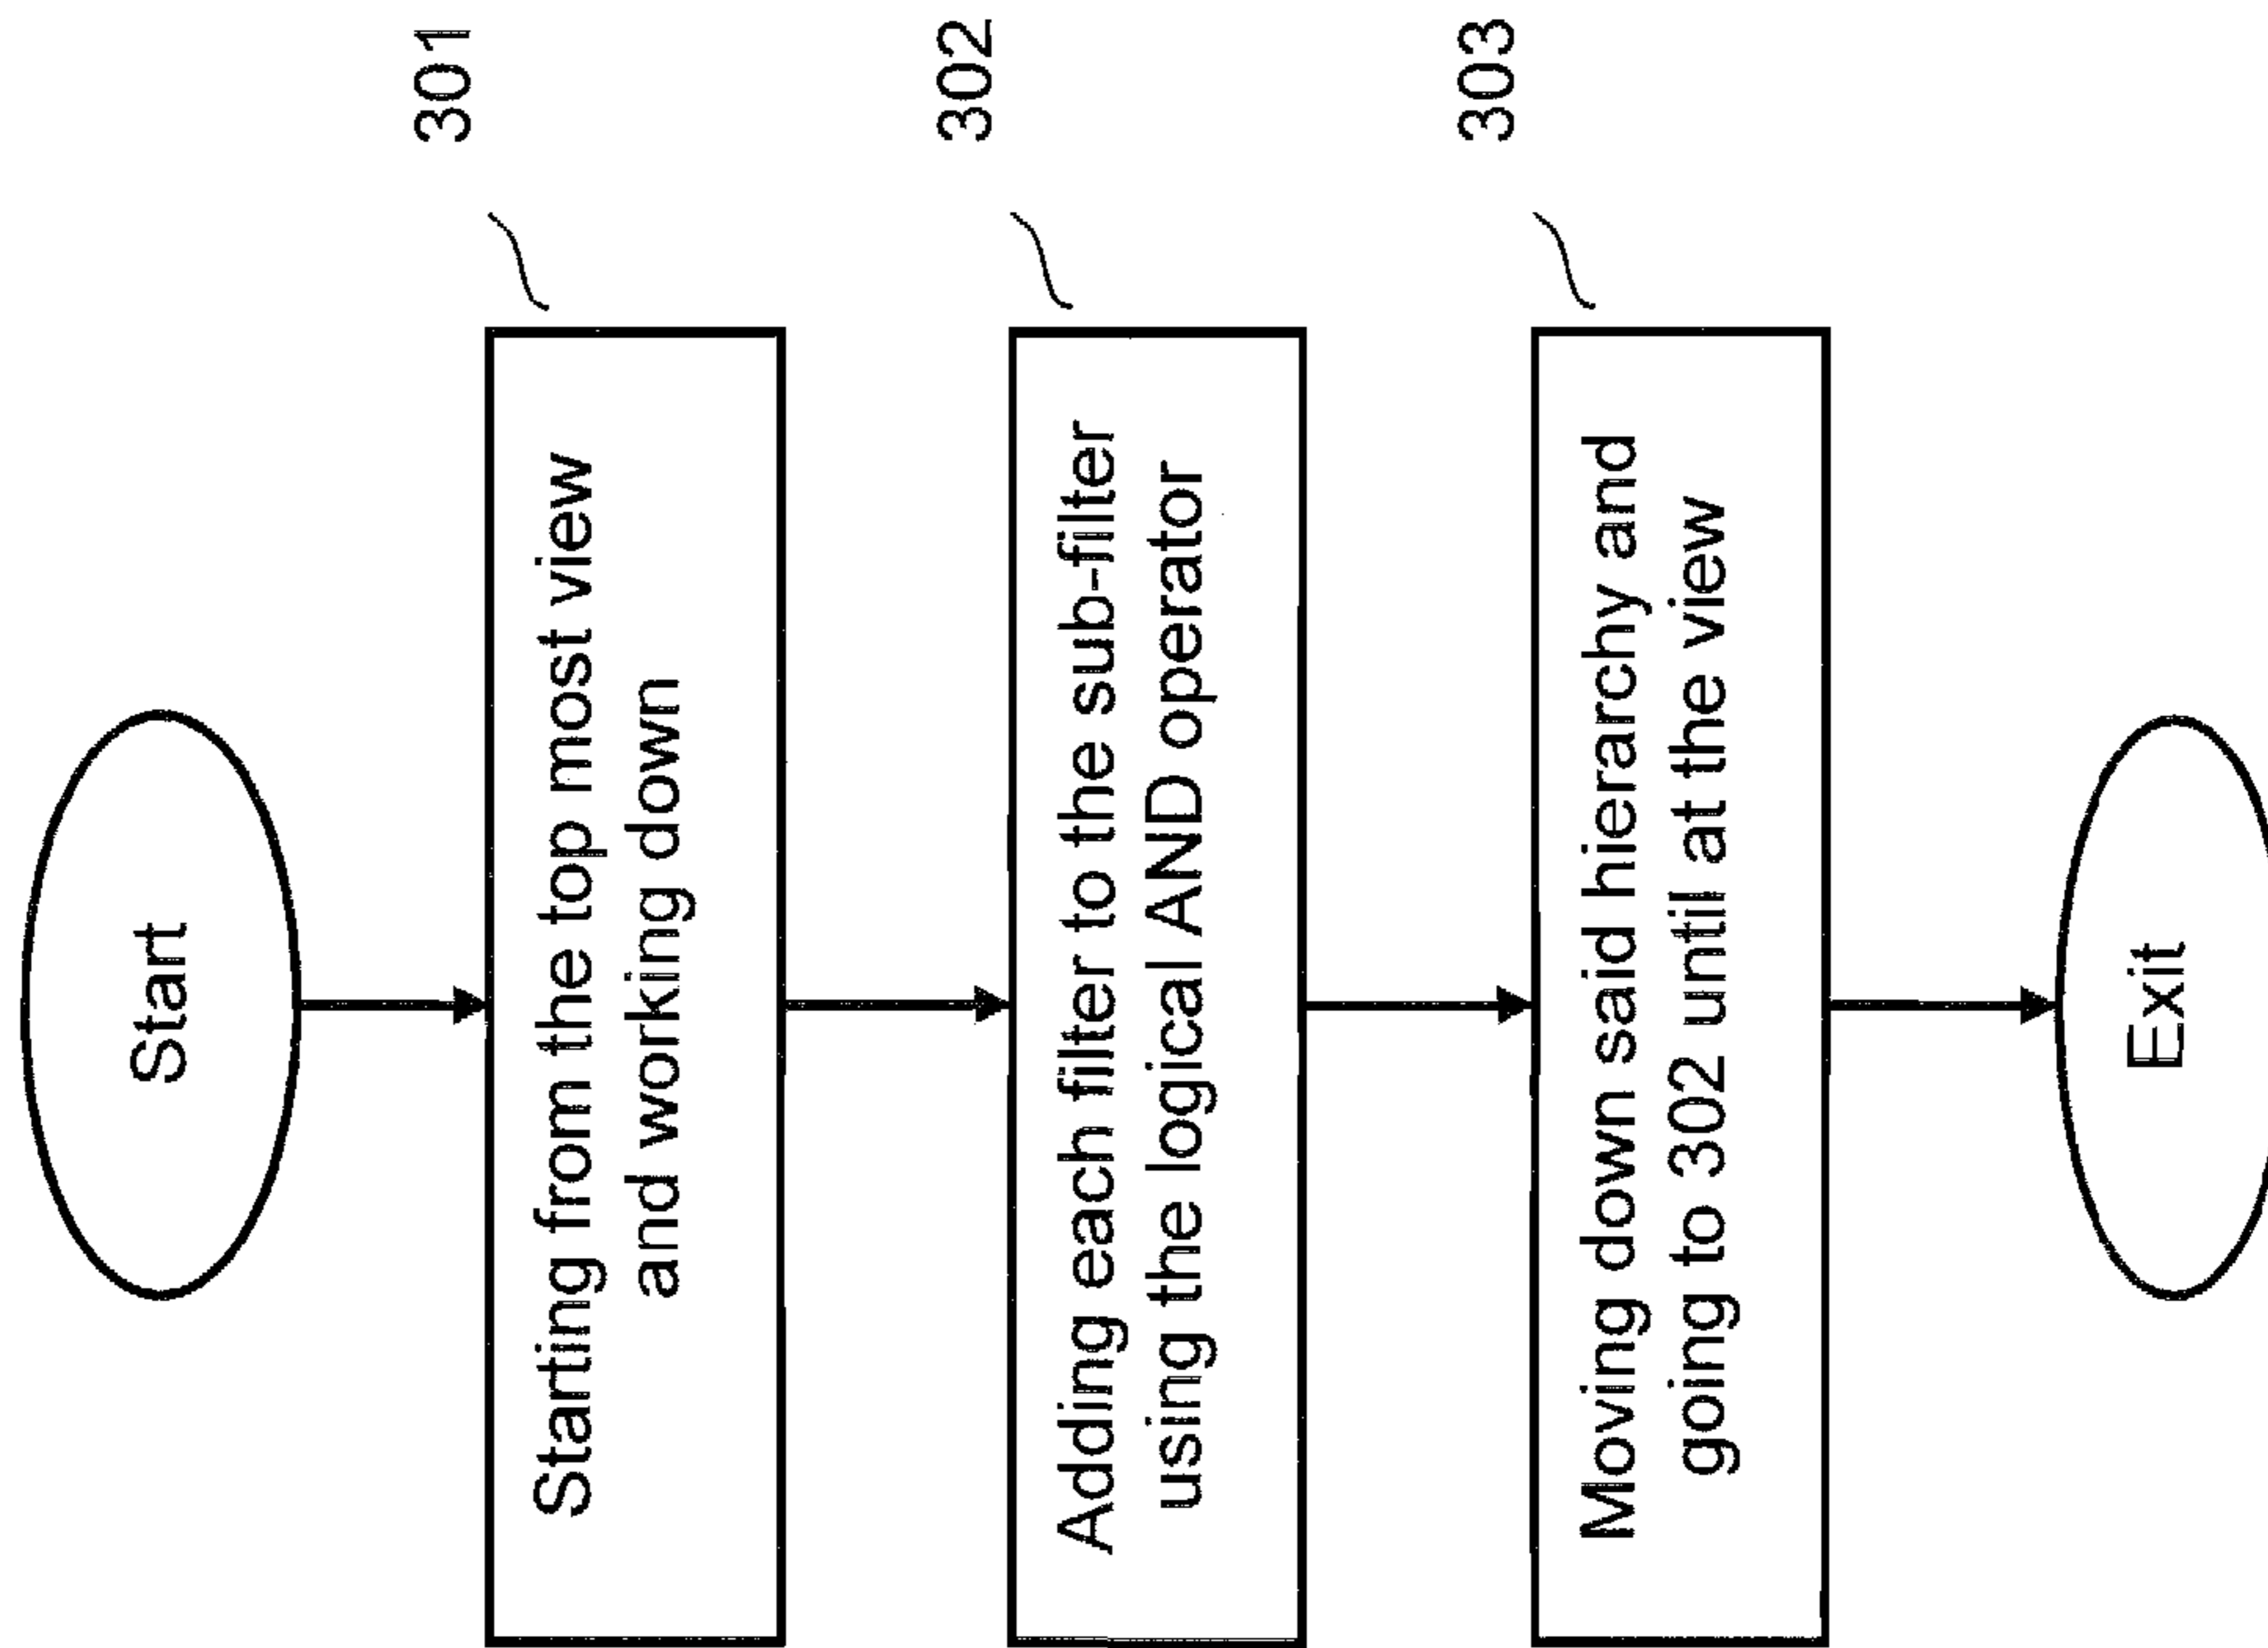 Start
301
Starting from the top most view
and working down
302
Adding each filter to the sub-filter
using the logical AND operator
303
Moving down said hierarchy and
going to 302 until at the view
Exit